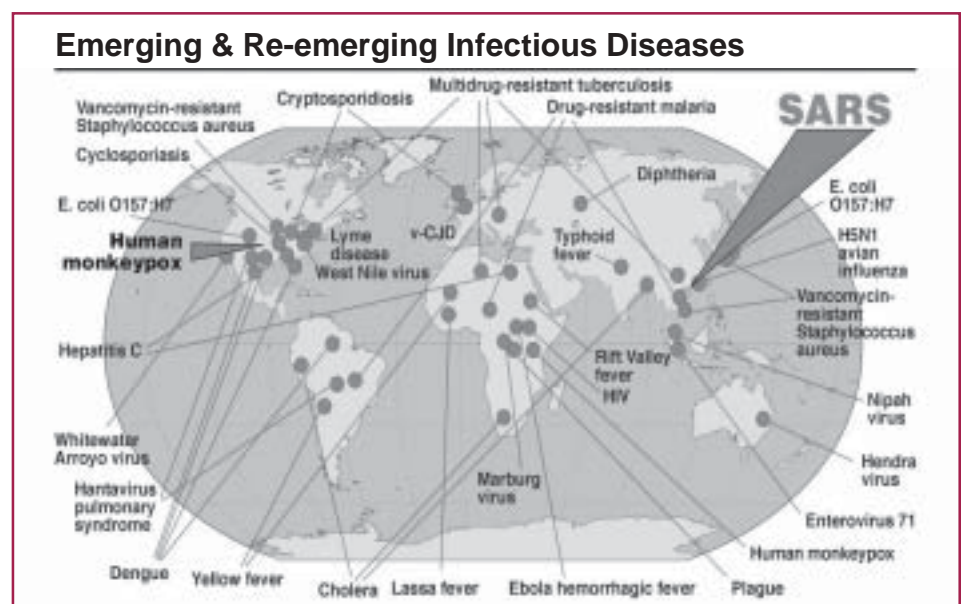 Emerging & Re-emerging Infectious Diseases
Multidrug-resistant tuberculosis
Cryptosporidiosis
Drug-resistant malaria
Vancomycin-resistant
Staphylococcus aureus
SARS
Cyclosporiasis
Diphtheria
E. coli
O157:H7
E. coli O157:H7
Human
monkeypox
Lyme
disease
West Nile virus
v-CJD
Typhoid
fever
H5N1
avian
influenza
Vancomycin-
resistant
Staphylococcus
aureus
Hepatitis C
Rift Valley
fever
HIV
Nipah
virus
Whitewater
Arroyo virus
Hantavirus
pulmonary
syndrome
Marburg
virus
Hendra
virus
Enterovirus 71
Human monkeypox
Dengue
Yellow fever
Cholera
Lassa fever
Ebola hemorrhagic fever
Plague